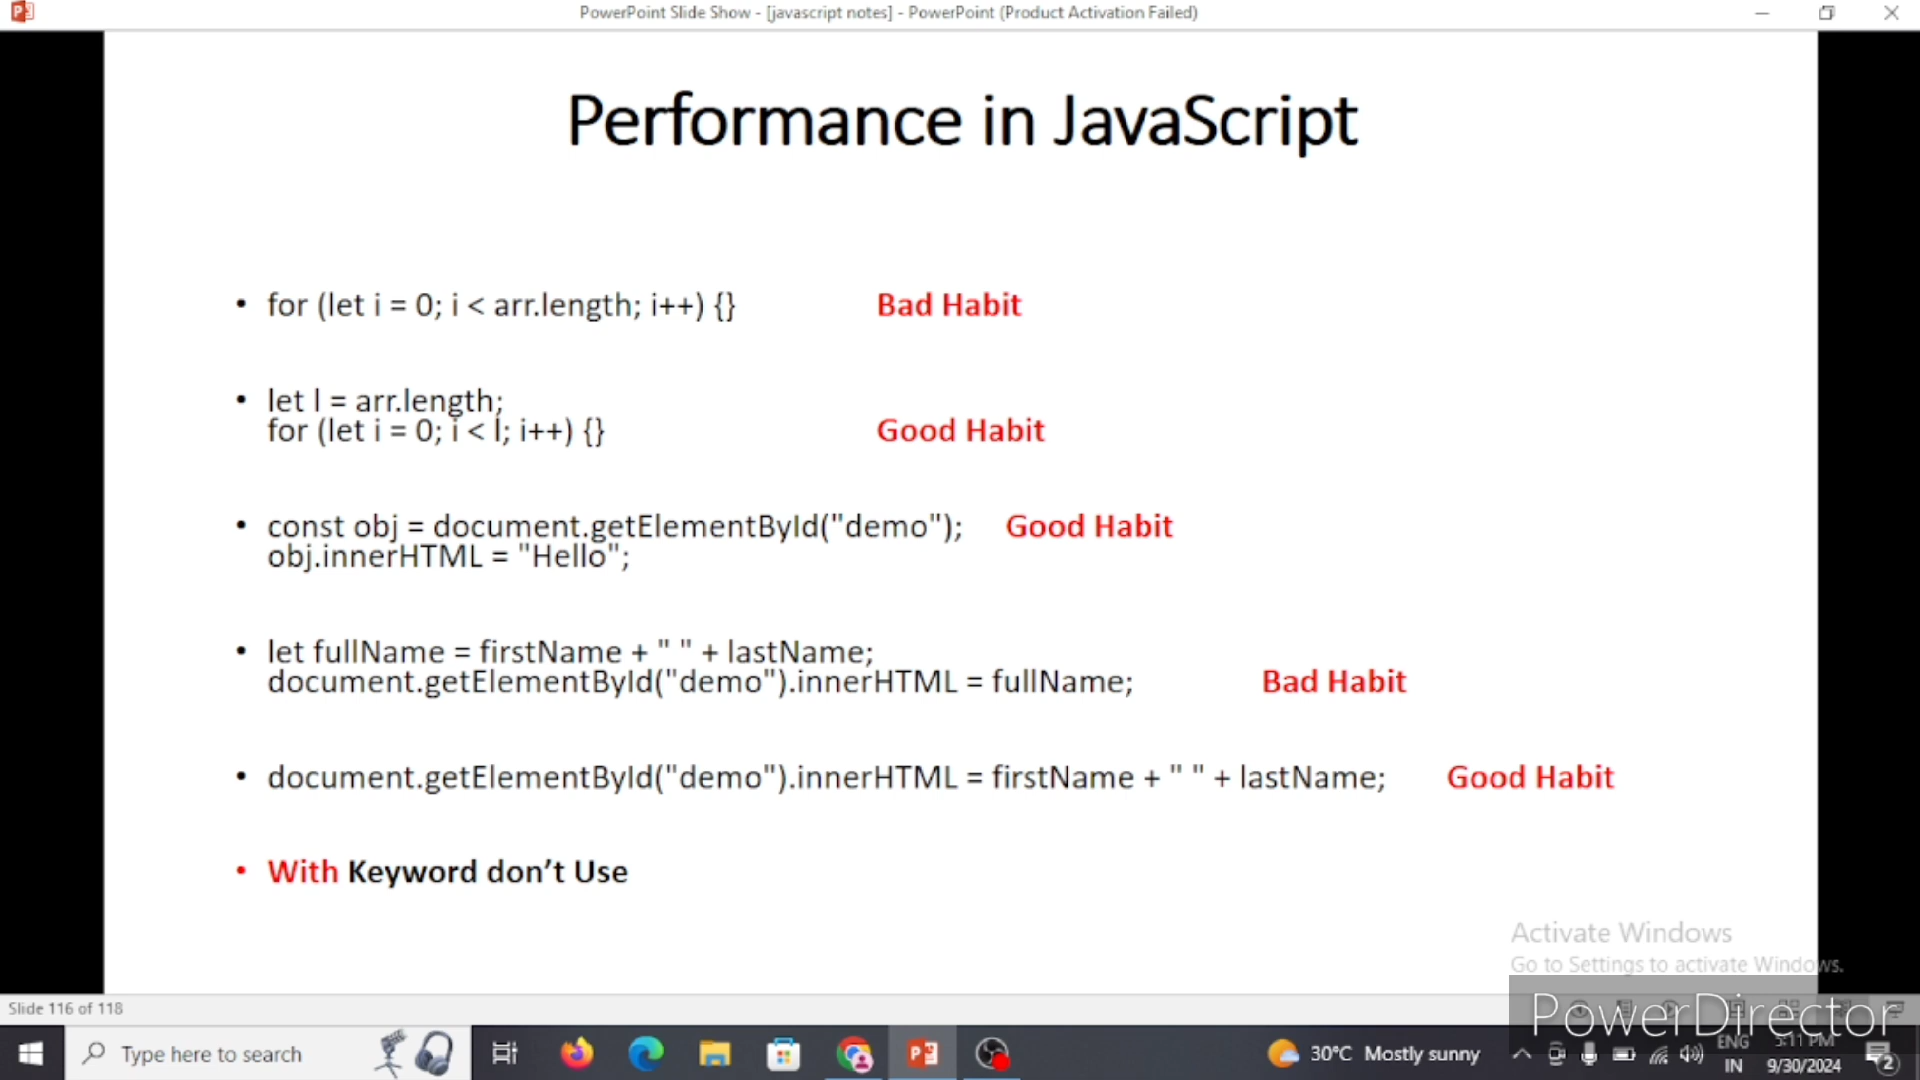 PowerPoint Slide Show - [javascript notes] - PowerPoint (Product Activation Failed)
Performance in JavaScript
• for (let i = 0; i < arr.length; i++) {} Bad Habit
• let l = arr.length;
for (let i = 0; i < l; i++) {} Good Habit
• const obj = document.getElementById("demo"); Good Habit
obj.innerHTML = "Hello";
• let fullName = firstName + " " + lastName;
document.getElementById("demo").innerHTML = fullName; Bad Habit
• document.getElementById("demo").innerHTML = firstName + " " + lastName; Good Habit
• With Keyword don’t Use
Activate Windows
Go to Settings to activate Windows.
Slide 116 of 118
PowerDirector
Type here to search
30°C Mostly sunny
ENG
IN
5:11 PM
9/30/2024
2